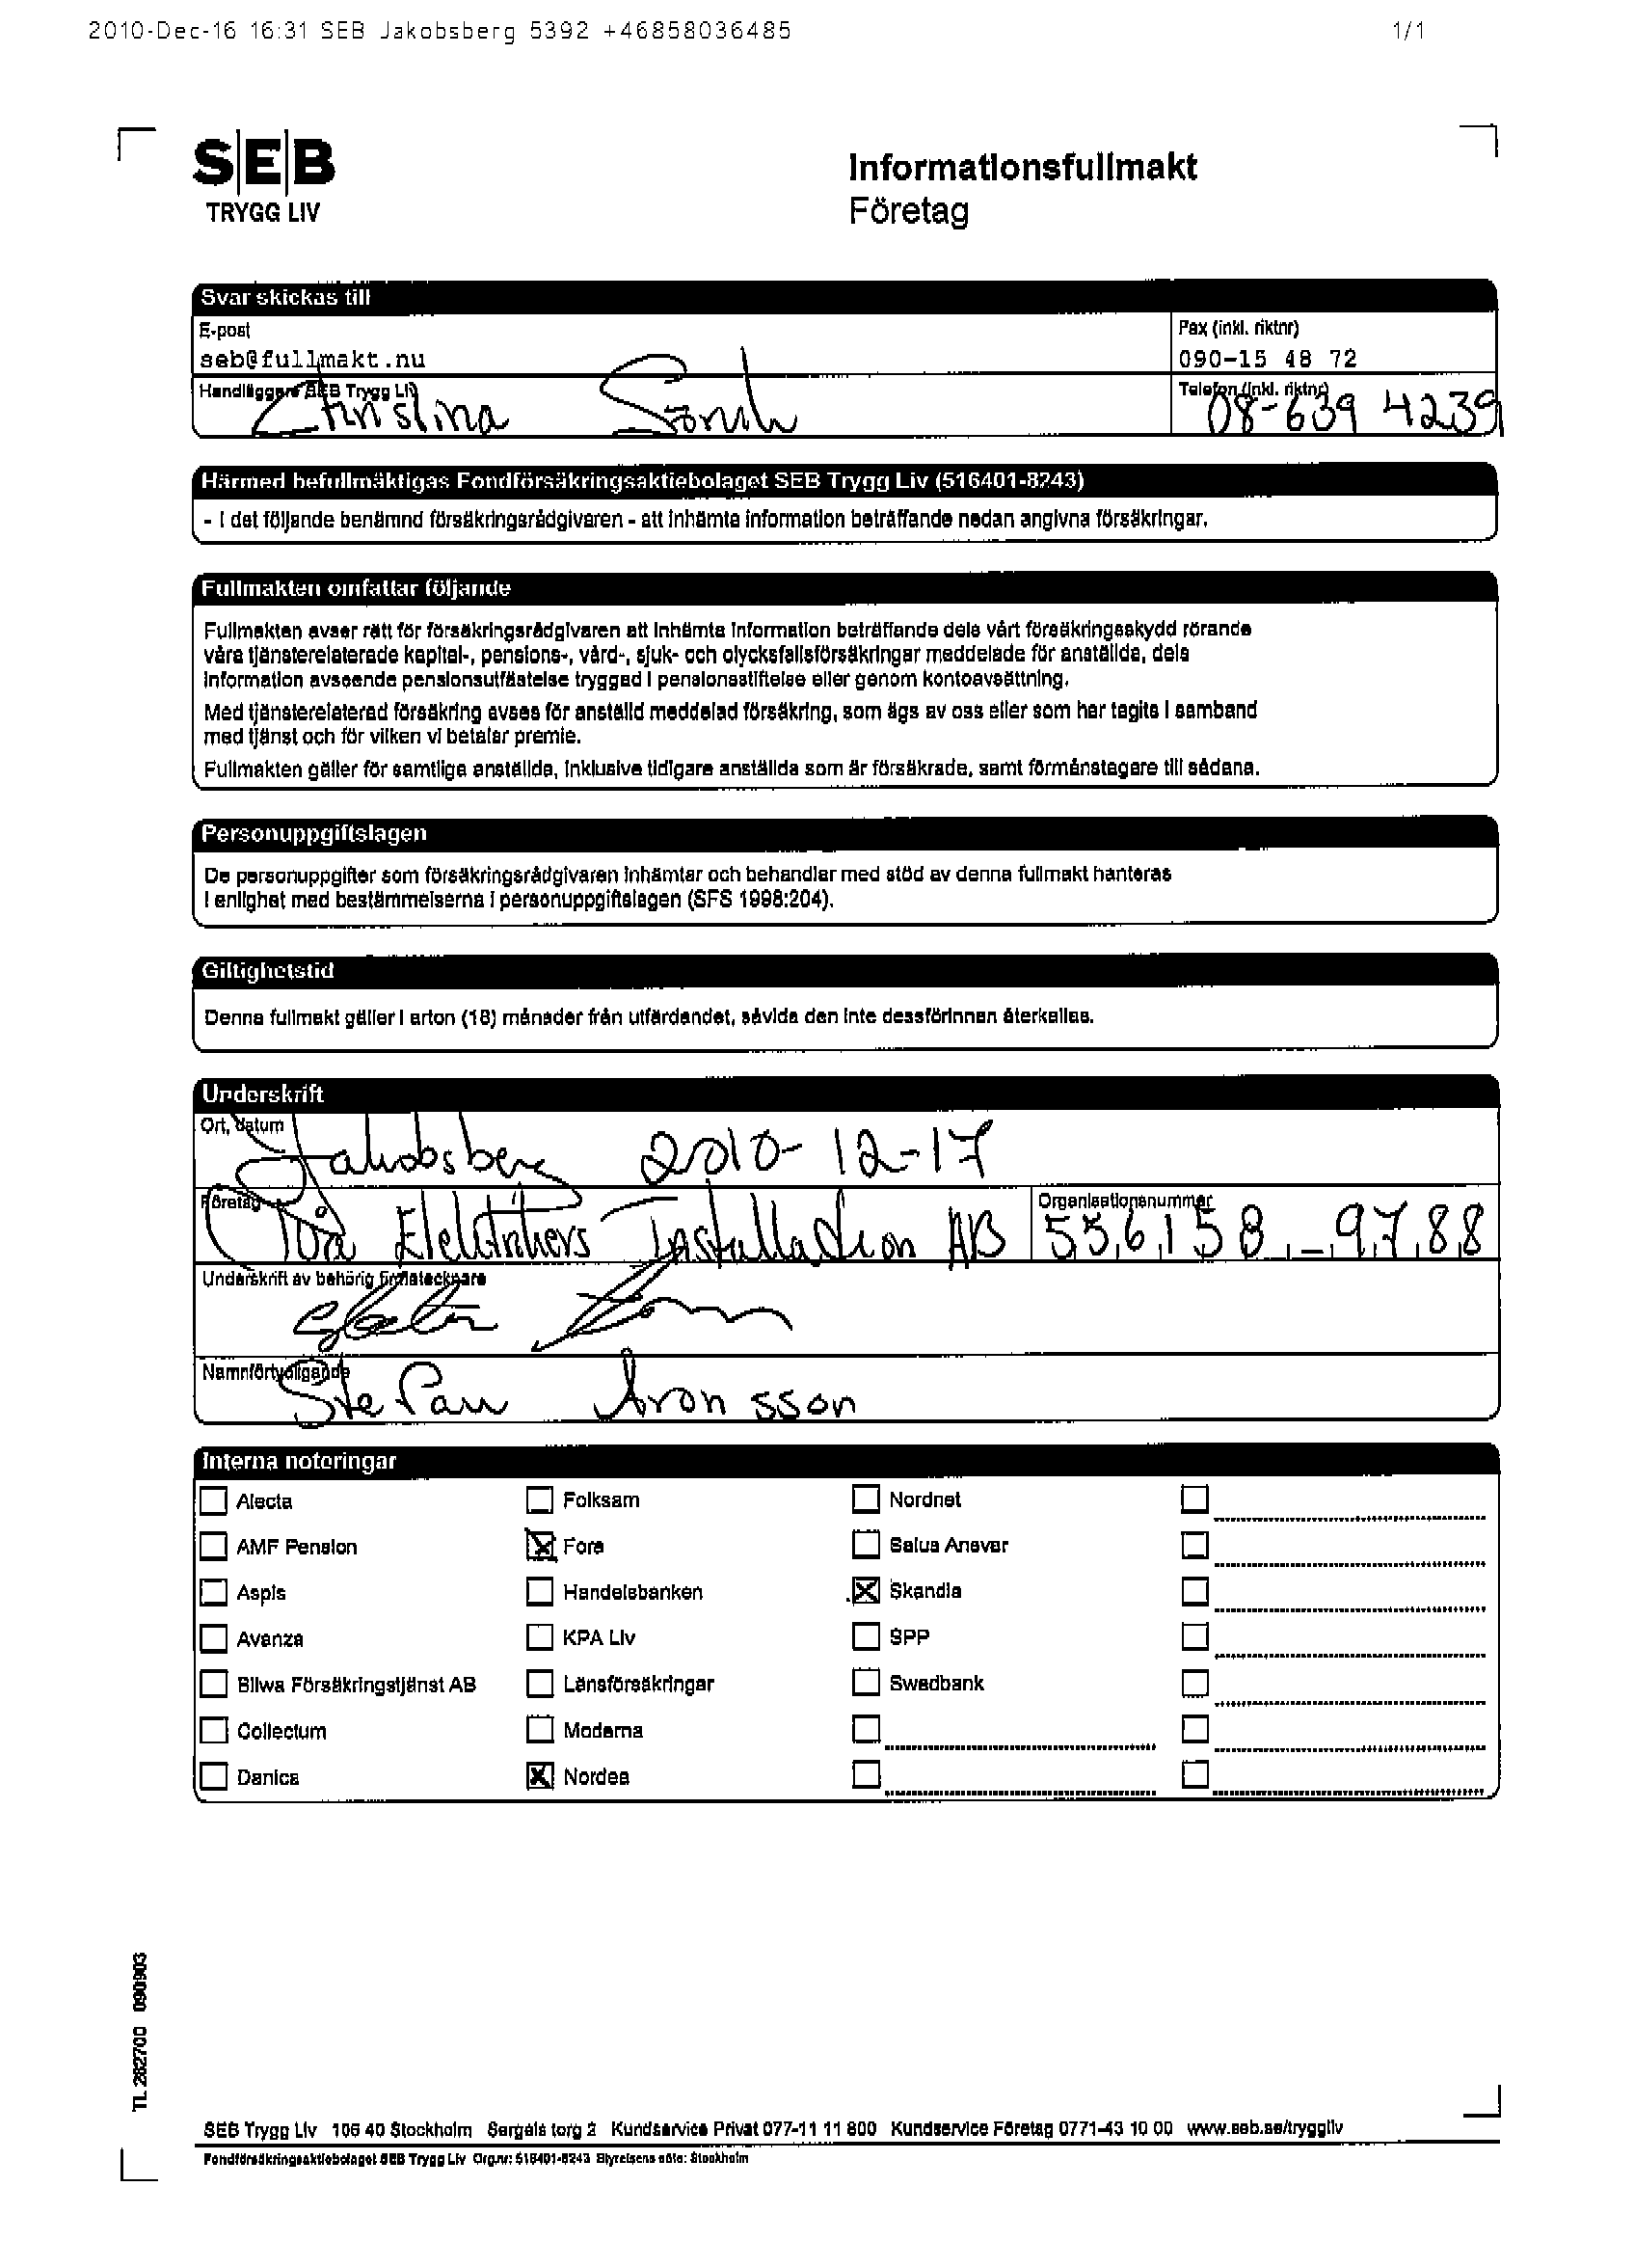 2010-Dec-16 16:31 SEB Jakobsberg 5392 +46858036485 1/1
SEB
TRYGG LIV
Informationsfullmakt
Företag
Svar skickas till
E-post
seb@fullmakt.nu
Fax (inkl. riktnr)
090-15 48 72
Handläggare SEB Trygg Liv
Telefon (inkl. riktnr)
08-639 4239
Härmed befullmäktigas Fondförsäkringsaktiebolaget SEB Trygg Liv (516401-8243)
- I det följande benämnd försäkringsrådgivaren - att inhämta information beträffande nedan angivna försäkringar.
Fullmakten omfattar följande
Fullmakten avser rätt för försäkringsrådgivaren att inhämta information beträffande dels vårt försäkringsskydd rörande
våra tjänsterelaterade kapital-, pensions-, vård-, sjuk- och olycksfallsförsäkringar meddelade för anställda, dels
information avseende pensionsutfästelse tryggad i pensionsstiftelse eller genom kontoavsättning.
Med tjänsterelaterad försäkring avses för anställd meddelad försäkring, som ägs av oss eller som har tagits i samband
med tjänst och för vilken vi betalar premie.
Fullmakten gäller för samtliga anställda, inklusive tidigare anställda som är försäkrade, samt förmånstagare till sådana.
Personuppgiftslagen
De personuppgifter som försäkringsrådgivaren inhämtar och behandlar med stöd av denna fullmakt hanteras
i enlighet med bestämmelserna i personuppgiftslagen (SFS 1998:204).
Giltighetstid
Denna fullmakt gäller i arton (18) månader från utfärdandet, såvida den inte dessförinnan återkallas.
Underskrift
Ort, datum
Jakobsberg 2010-12-17
Företag
Elektrikers Installation AB
Organisationsnummer
556158-9788
Underskrift av behörig firmatecknare
Namnförtydligande
Stefan Aronsson
Interna noteringar
Alecta Folksam Nordnet
AMF Pension Fora Salus Ansvar
Aspis Handelsbanken Skandia
Avanza KPA Liv SPP
Bliwa Försäkringstjänst AB Länsförsäkringar Swedbank
Collectum Moderna
Danica Nordea
TL 282700 090903
SEB Trygg Liv 106 40 Stockholm Sergels torg 2 Kundservice Privat 077-11 11 800 Kundservice Företag 0771-43 10 00 www.seb.se/tryggliv
Fondförsäkringsaktiebolaget SEB Trygg Liv Org.nr: 516401-8243 Styrelsens säte: Stockholm